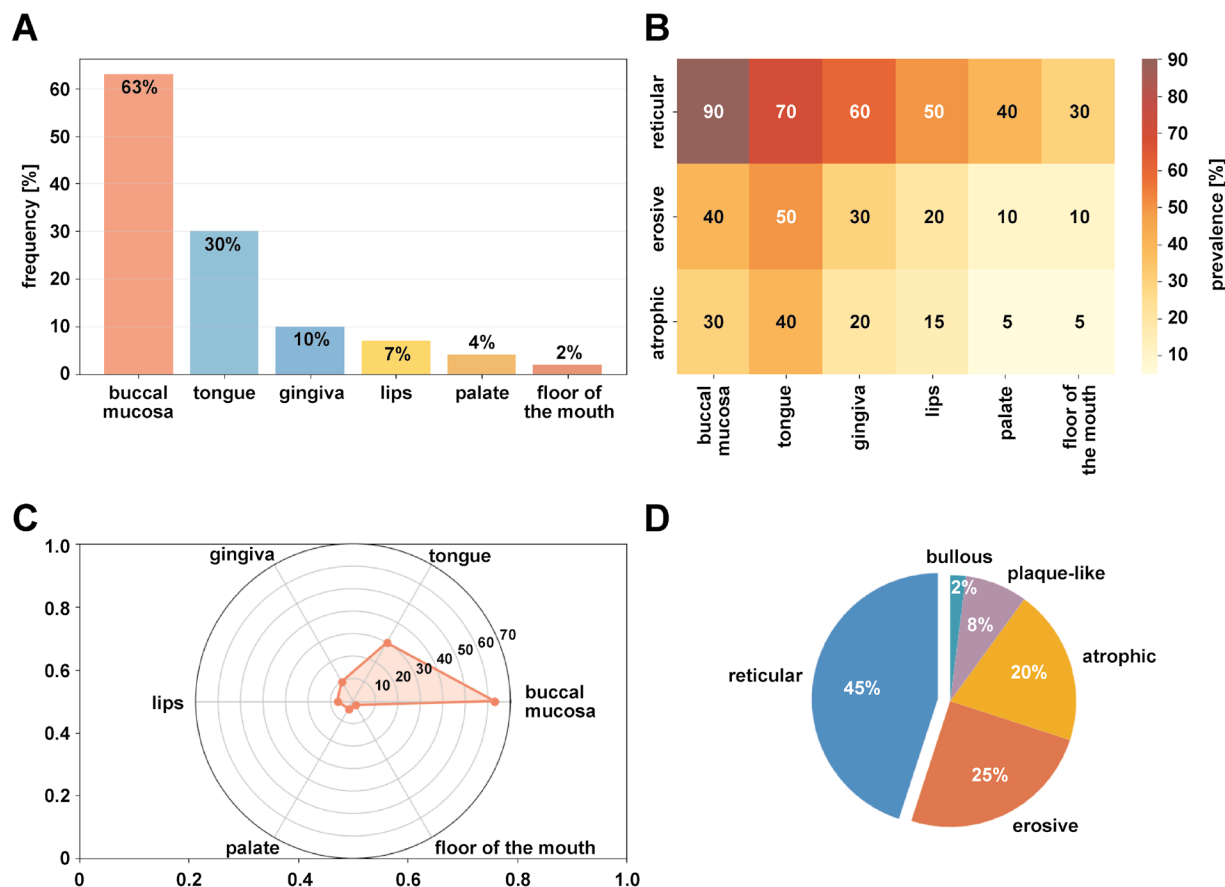 A
frequency [%]
60
50
40
30
20
10
0
63%
30%
10%
7%
4%
2%
buccal
mucosa
tongue
gingiva
lips
palate
floor of
the mouth
B
reticular
erosive
atrophic
90 70 60 50 40 30
40 50 30 20 10 10
30 40 20 15 5 5
buccal
mucosa
tongue
gingiva
lips
palate
floor of
the mouth
90
80
70
60
50
40
30
20
10
prevalence [%]
C
1.0
0.8
0.6
0.4
0.2
0
0 0.2 0.4 0.6 0.8 1.0
gingiva
tongue
lips
buccal
mucosa
palate
floor of the mouth
10 20 30 40 50 60 70
D
bullous
2%
plaque-like
8%
atrophic
20%
reticular
45%
25%
erosive